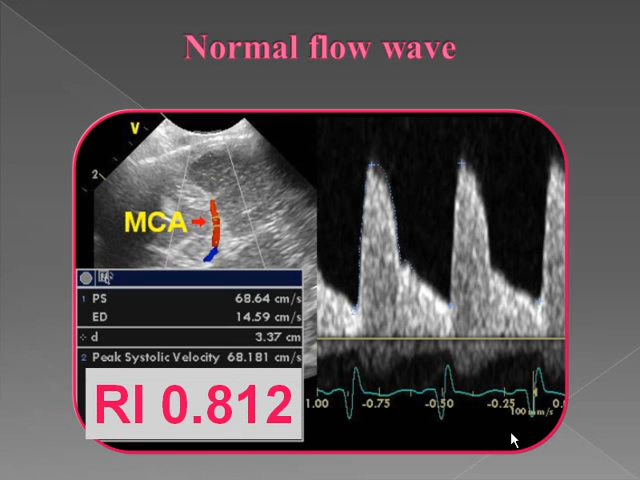 Normal flow wave
V
2
MCA
1 PS 68.64 cm/s
ED 14.59 cm/s
d 3.37 cm
2 Peak Systolic Velocity 68.181 cm/s
RI 0.812
1.00 -0.75 -0.50 -0.25 0.
100 mm/s